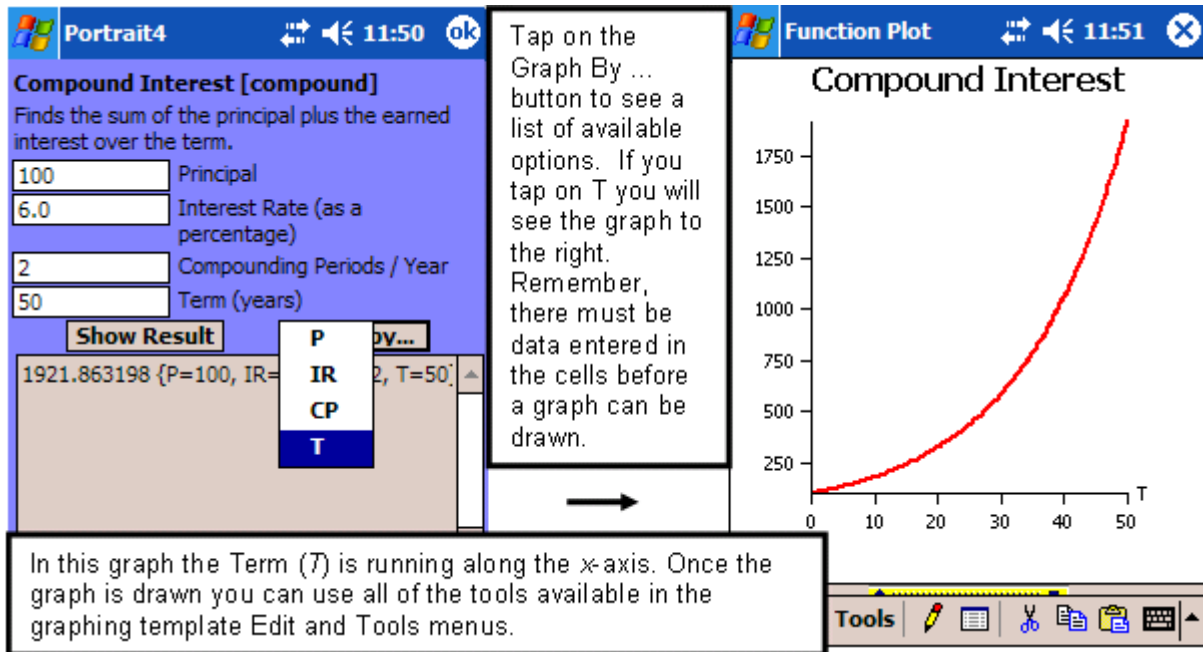 Portrait4
11:50
ok
Compound Interest [compound]
Finds the sum of the principal plus the earned
interest over the term.
100
Principal
6.0
Interest Rate (as a
percentage)
2
Compounding Periods / Year
50
Term (years)
Show Result
by...
P
IR
CP
T
1921.863198 {P=100, IR=
2, T=50
Tap on the
Graph By ...
button to see a
list of available
options. If you
tap on T you will
see the graph to
the right.
Remember,
there must be
data entered in
the cells before
a graph can be
drawn.
Function Plot
11:51
Compound Interest
1750
1500
1250
1000
750
500
250
T
0 10 20 30 40 50
In this graph the Term (T) is running along the x-axis. Once the
graph is drawn you can use all of the tools available in the
graphing template Edit and Tools menus.
Tools